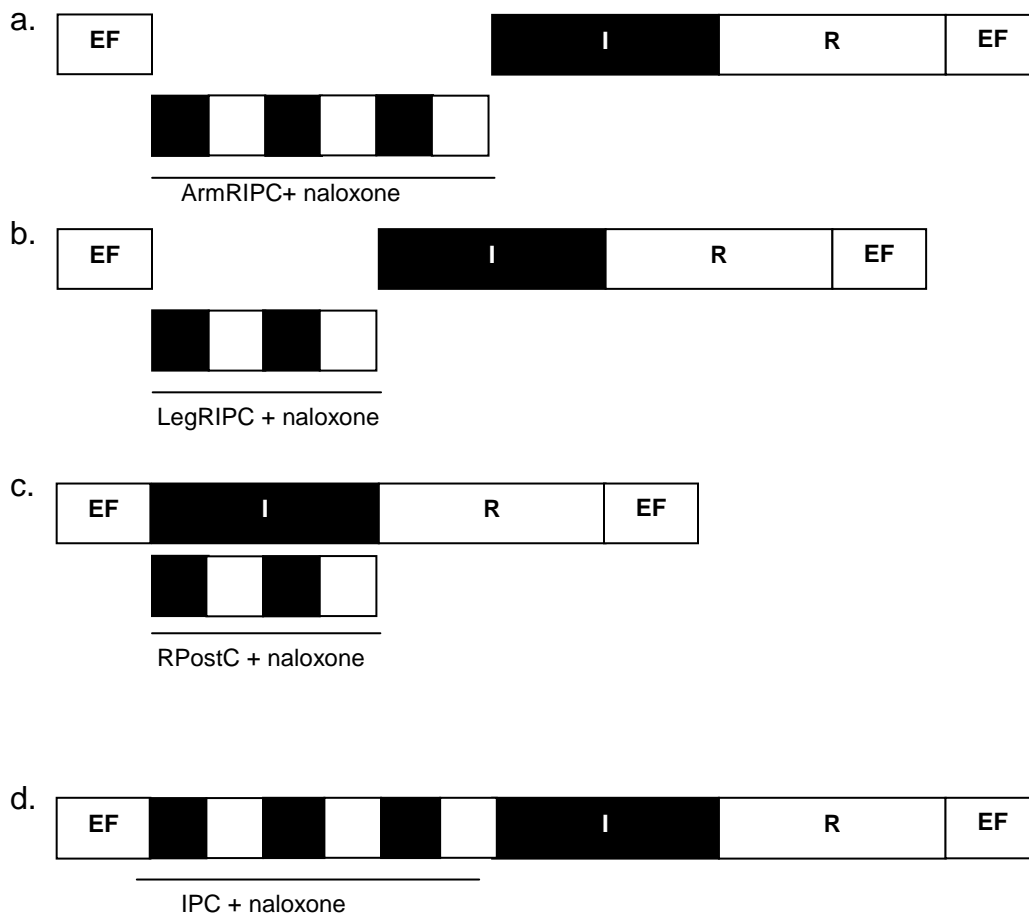 a.
EF I R EF
ArmRIPC+ naloxone
b.
EF I R EF
LegRIPC + naloxone
c.
EF I R EF
RPostC + naloxone
d.
EF I R EF
IPC + naloxone